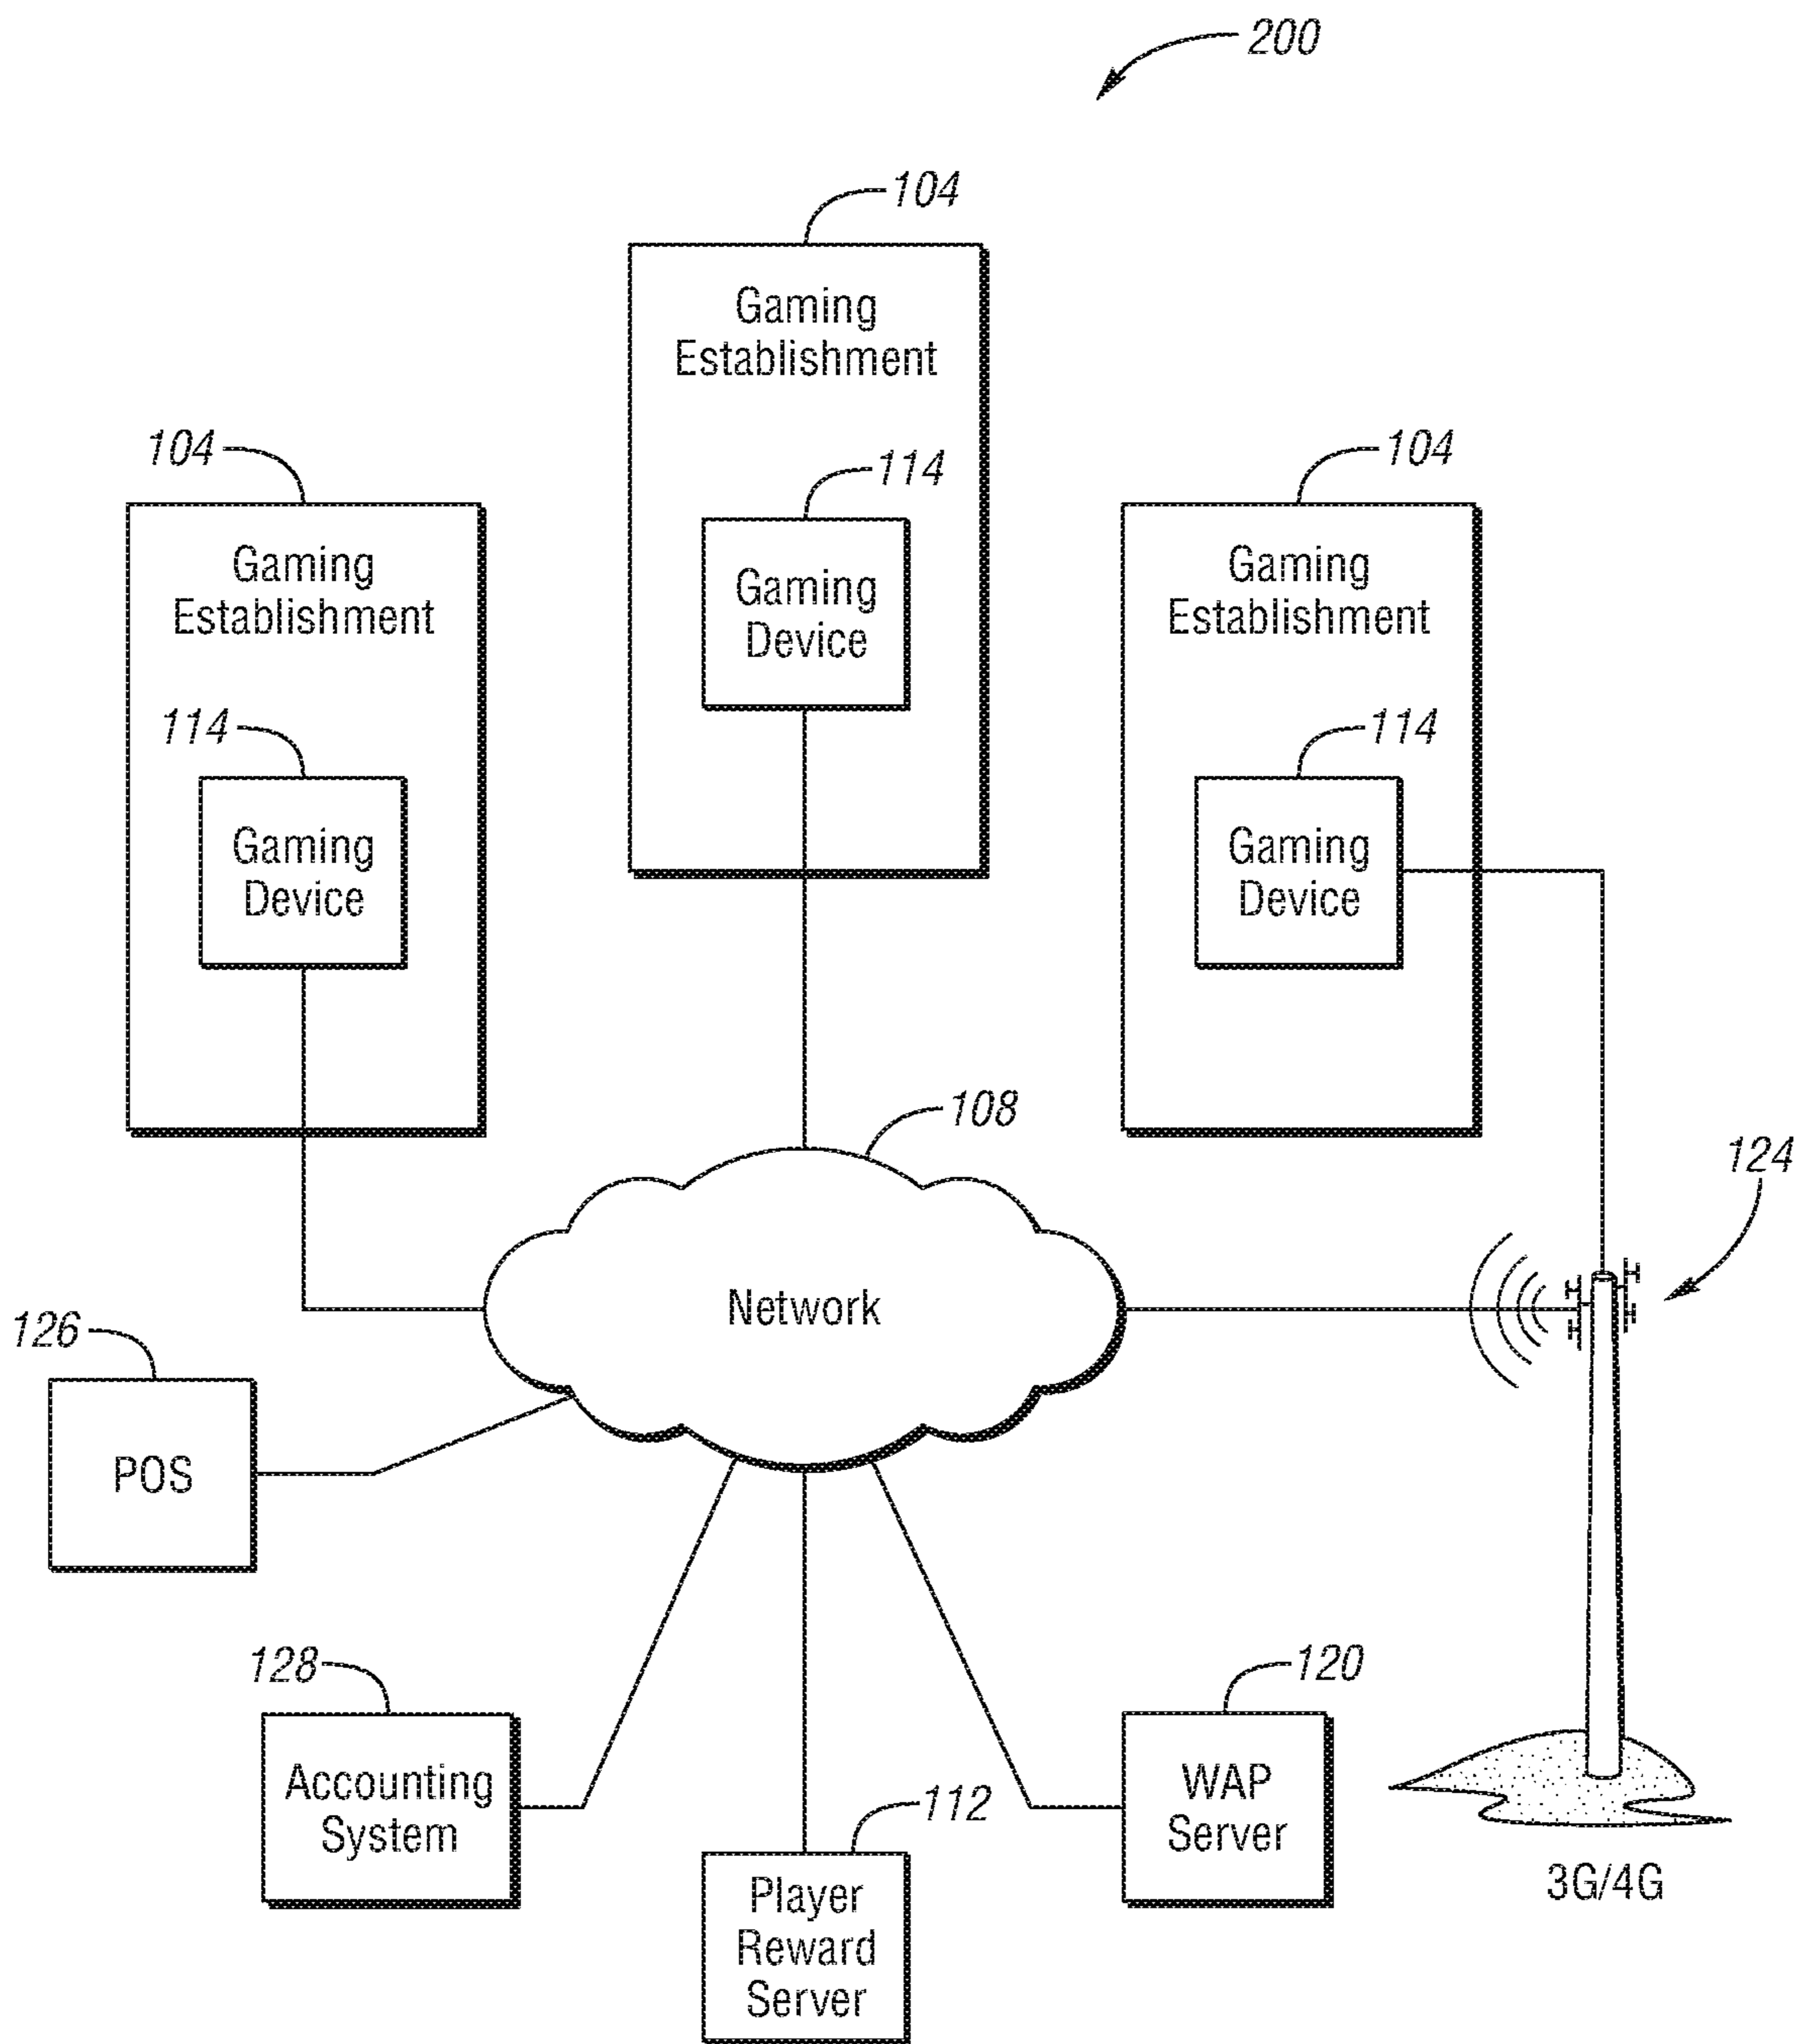 200
104
Gaming
Establishment
114
Gaming
Device
104
Gaming
Establishment
114
Gaming
Device
104
Gaming
Establishment
114
Gaming
Device
108
Network
124
126
POS
128
Accounting
System
112
Player
Reward
Server
120
WAP
Server
3G/4G